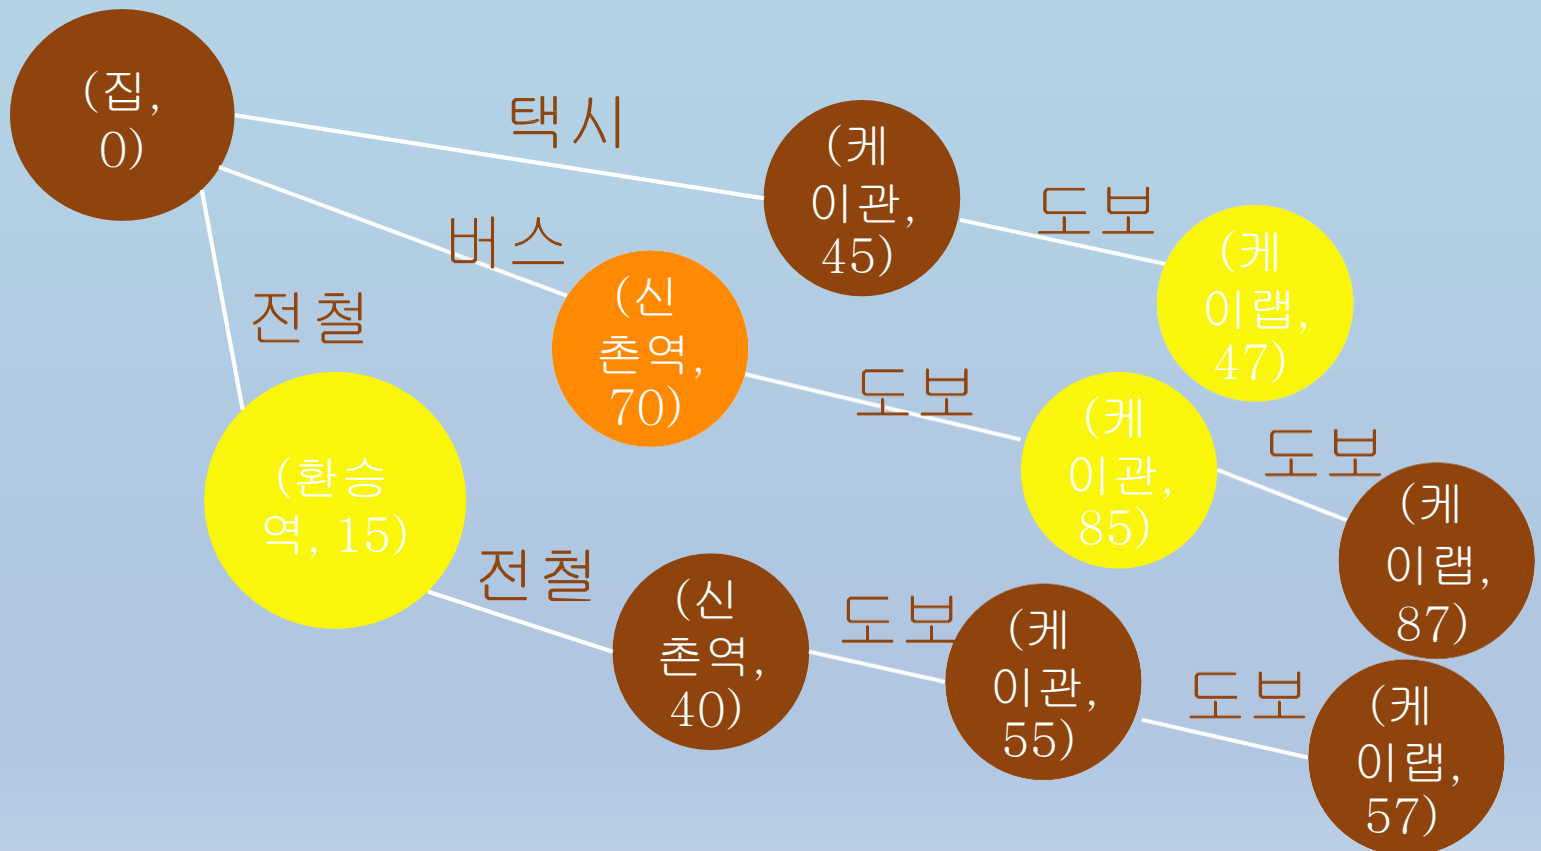 (집,
0)
택시
(케
이관,
45)
도보
(케
이랩,
47)
버스
(신
촌역,
70)
도보
(케
이관,
85)
도보
(케
이랩,
87)
전철
(환승
역, 15)
전철
(신
촌역,
40)
도보
(케
이관,
55)
도보
(케
이랩,
57)